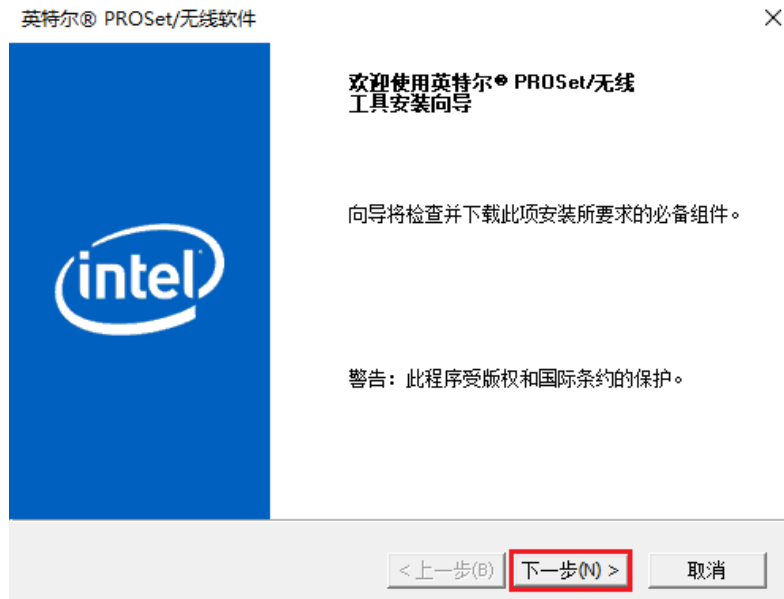 英特尔® PROSet/无线软件
欢迎使用英特尔® PROSet/无线
工具安装向导
向导将检查并下载此项安装所要求的必备组件。
intel
警告：此程序受版权和国际条约的保护。
< 上一步(B)
下一步(N) >
取消